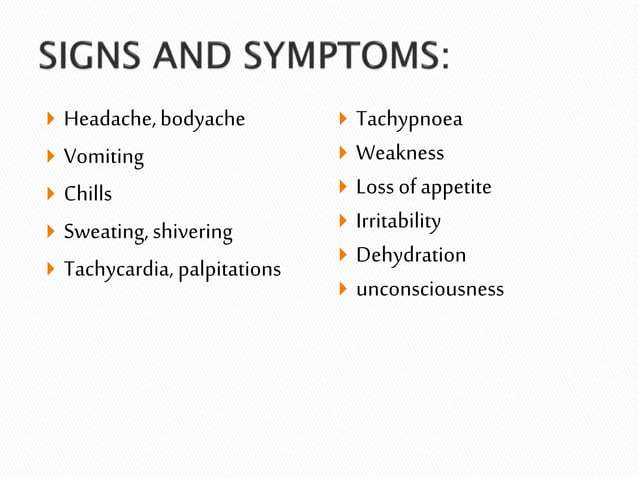 SIGNS AND SYMPTOMS:
Headache, bodyache
Vomiting
Chills
Sweating, shivering
Tachycardia, palpitations
Tachypnoea
Weakness
Loss of appetite
Irritability
Dehydration
unconsciousness